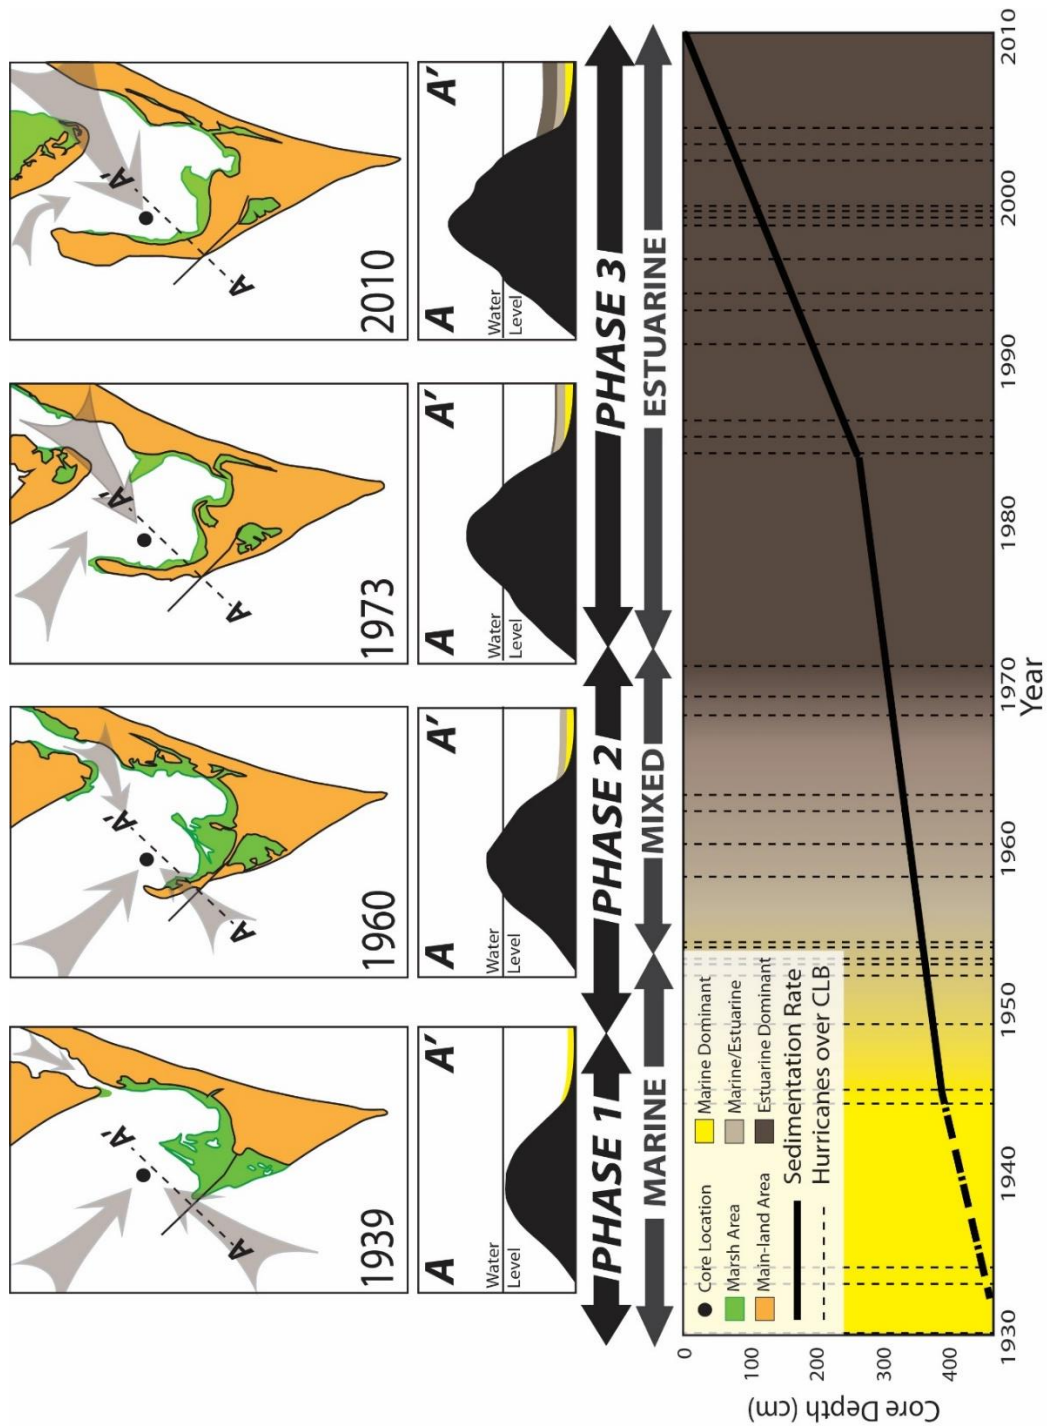 1939
1960
1973
2010
A
A'
A
A'
A
A'
A
A'
A
A'
Water
Level
A
A'
Water
Level
A
A'
Water
Level
A
A'
Water
Level
PHASE 1
PHASE 2
PHASE 3
MARINE
MIXED
ESTUARINE
Core Location
Marine Dominant
Marsh Area
Marine/Estuarine
Main-land Area
Estuarine Dominant
Sedimentation Rate
Hurricanes over CLB
Core Depth (cm)
0
100
200
300
400
1930
1940
1950
1960
1970
1980
1990
2000
2010
Year